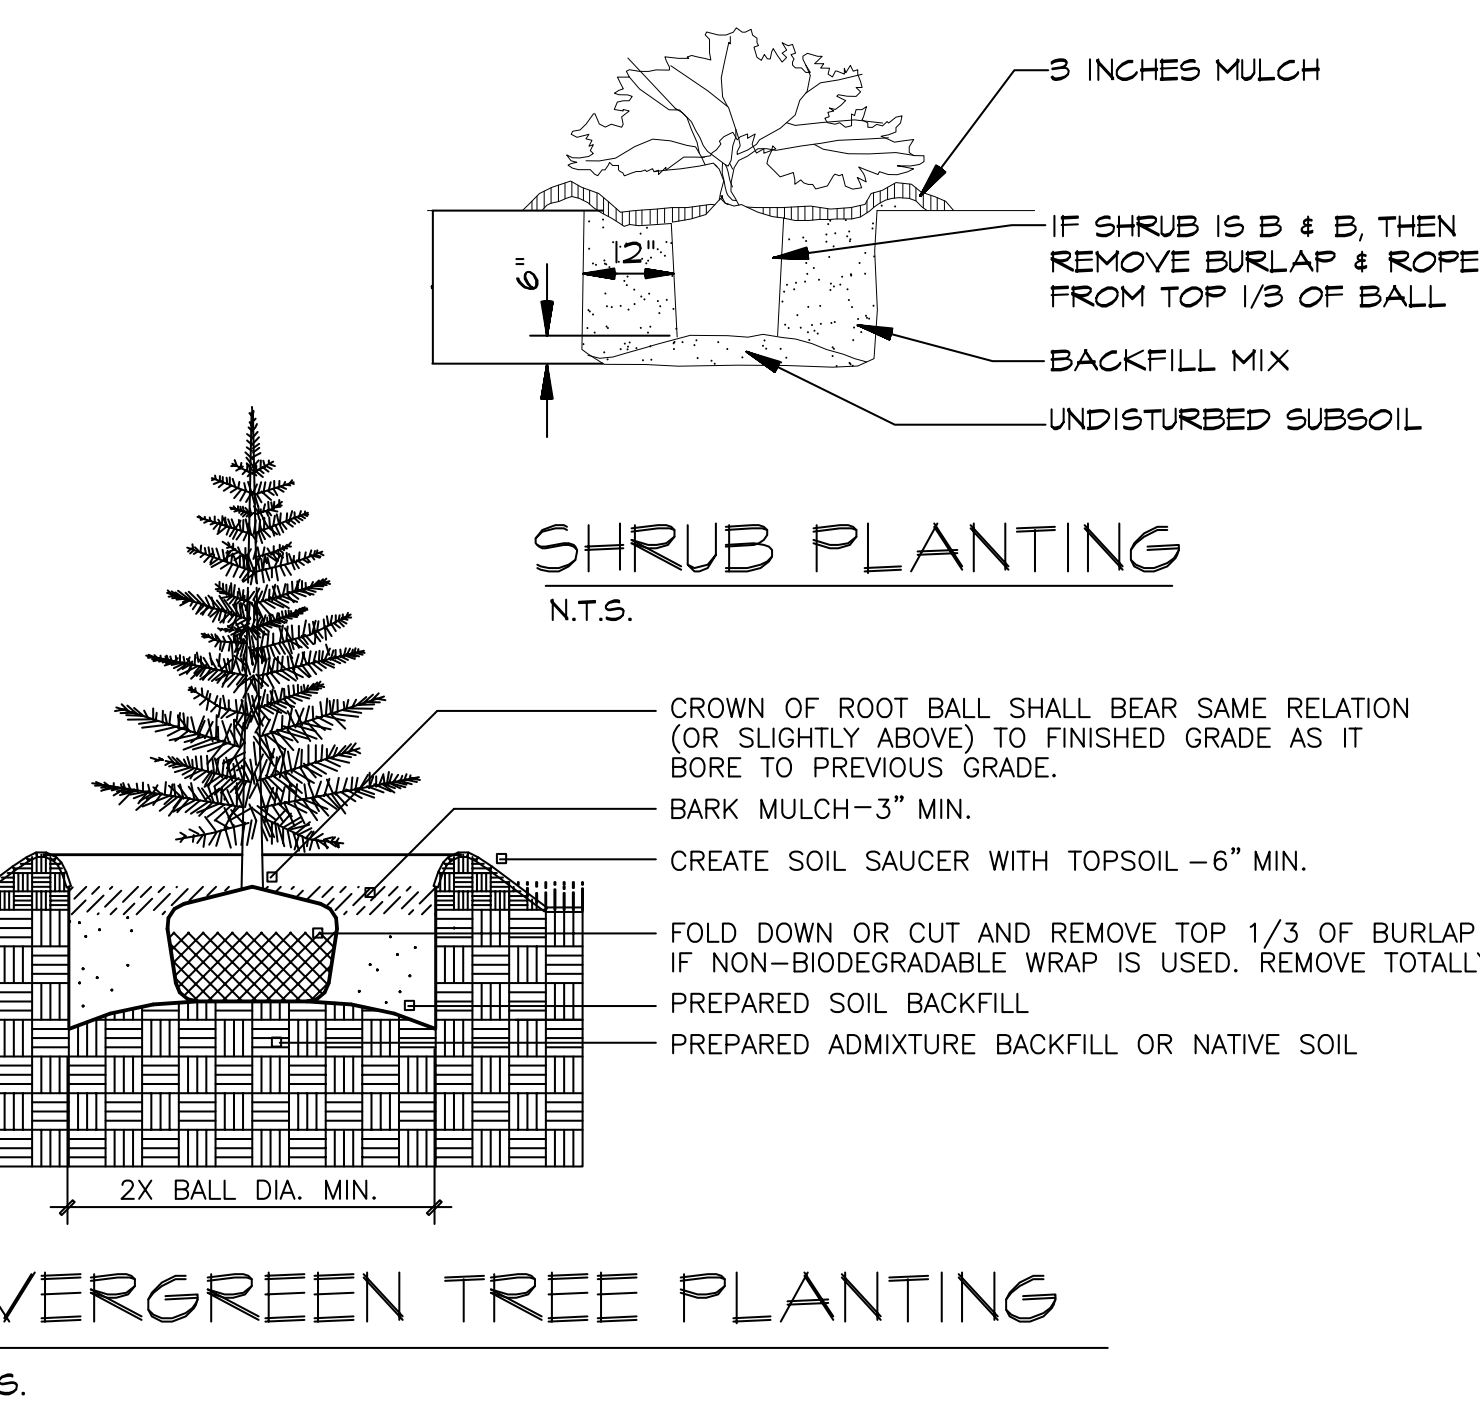 3 INCHES MULCH
IF SHRUB IS B & B, THEN
REMOVE BURLAP & ROPE
FROM TOP 1/3 OF BALL
12"
6"
BACKFILL MIX
UNDISTURBED SUBSOIL
SHRUB PLANTING
N.T.S.
CROWN OF ROOT BALL SHALL BEAR SAME RELATION
(OR SLIGHTLY ABOVE) TO FINISHED GRADE AS IT
BORE TO PREVIOUS GRADE.
BARK MULCH-3" MIN.
CREATE SOIL SAUCER WITH TOPSOIL -6" MIN.
FOLD DOWN OR CUT AND REMOVE TOP 1/3 OF BURLAP
IF NON-BIODEGRADABLE WRAP IS USED. REMOVE TOTALLY
PREPARED SOIL BACKFILL
PREPARED ADMIXTURE BACKFILL OR NATIVE SOIL
2X BALL DIA. MIN.
VERGREEN TREE PLANTING
S.